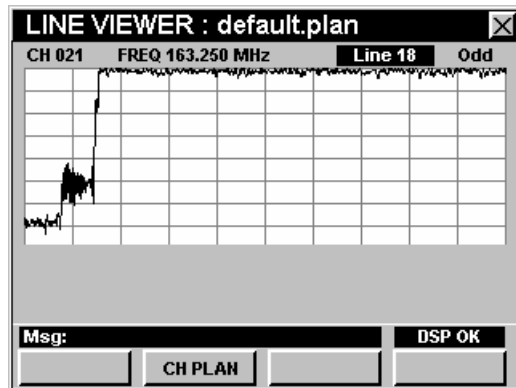 LINE VIEWER : default.plan
CH 021 FREQ 163.250 MHz Line 18 Odd
Msg: DSP OK
CH PLAN